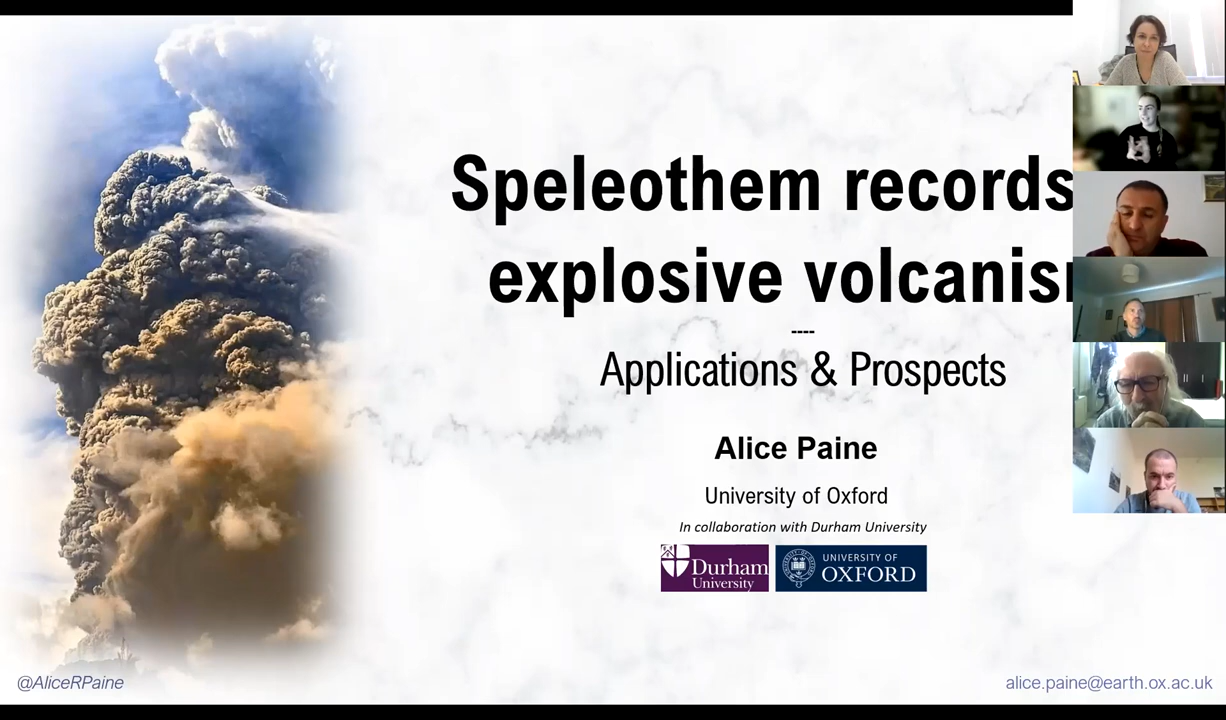 Speleothem records
explosive volcanis
----
Applications & Prospects
Alice Paine
University of Oxford
In collaboration with Durham University
Durham
University
UNIVERSITY OF
OXFORD
@AliceRPaine
alice.paine@earth.ox.ac.uk